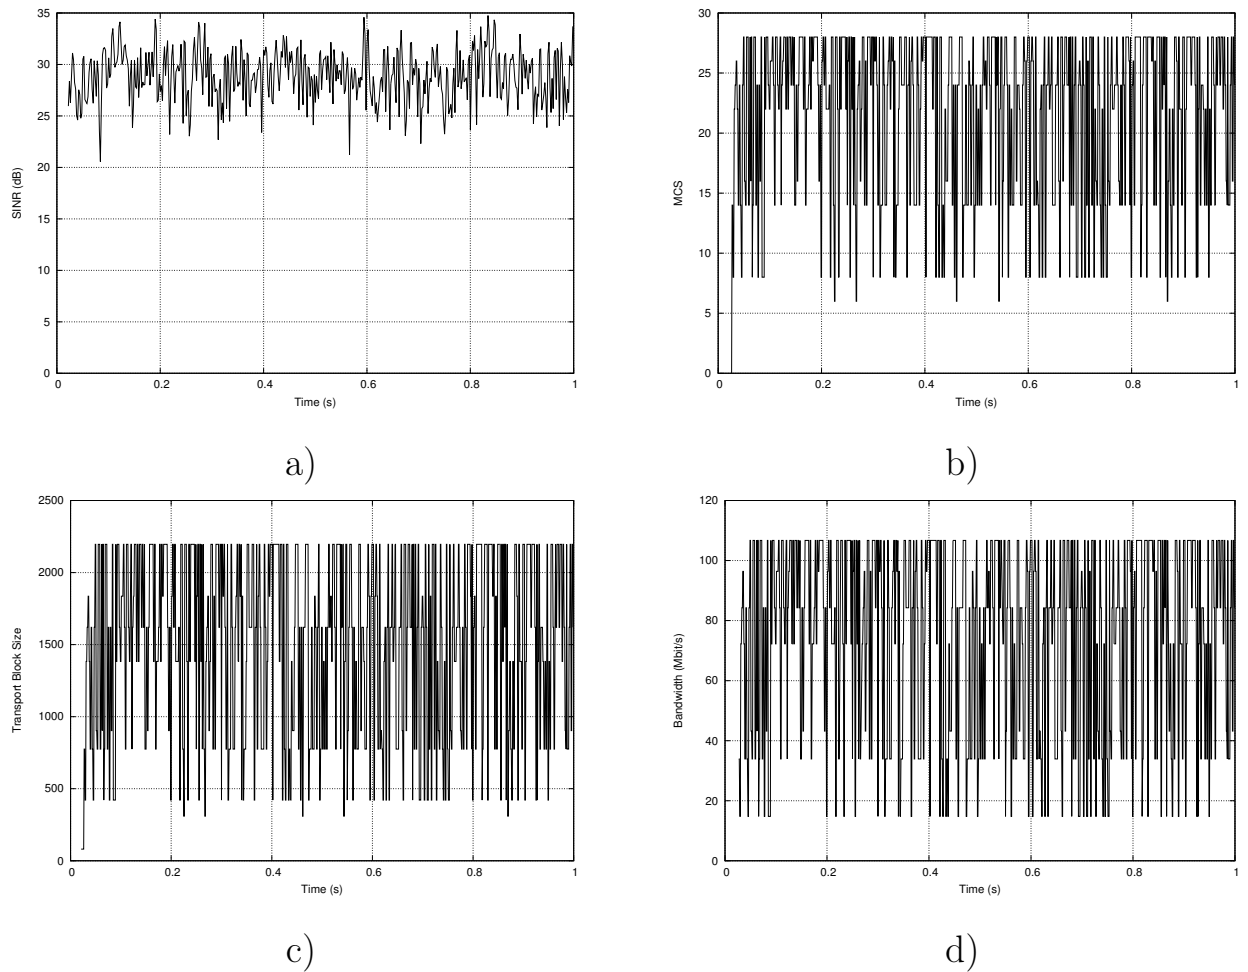 35
30
25
20
15
10
5
0
SINR (dB)
0 0.2 0.4 0.6 0.8 1
Time (s)
a)
30
25
20
15
10
5
0
MCS
0 0.2 0.4 0.6 0.8 1
Time (s)
b)
2500
2000
1500
1000
500
0
Transport Block Size
0 0.2 0.4 0.6 0.8 1
Time (s)
c)
120
100
80
60
40
20
0
Bandwidth (Mbit/s)
0 0.2 0.4 0.6 0.8 1
Time (s)
d)